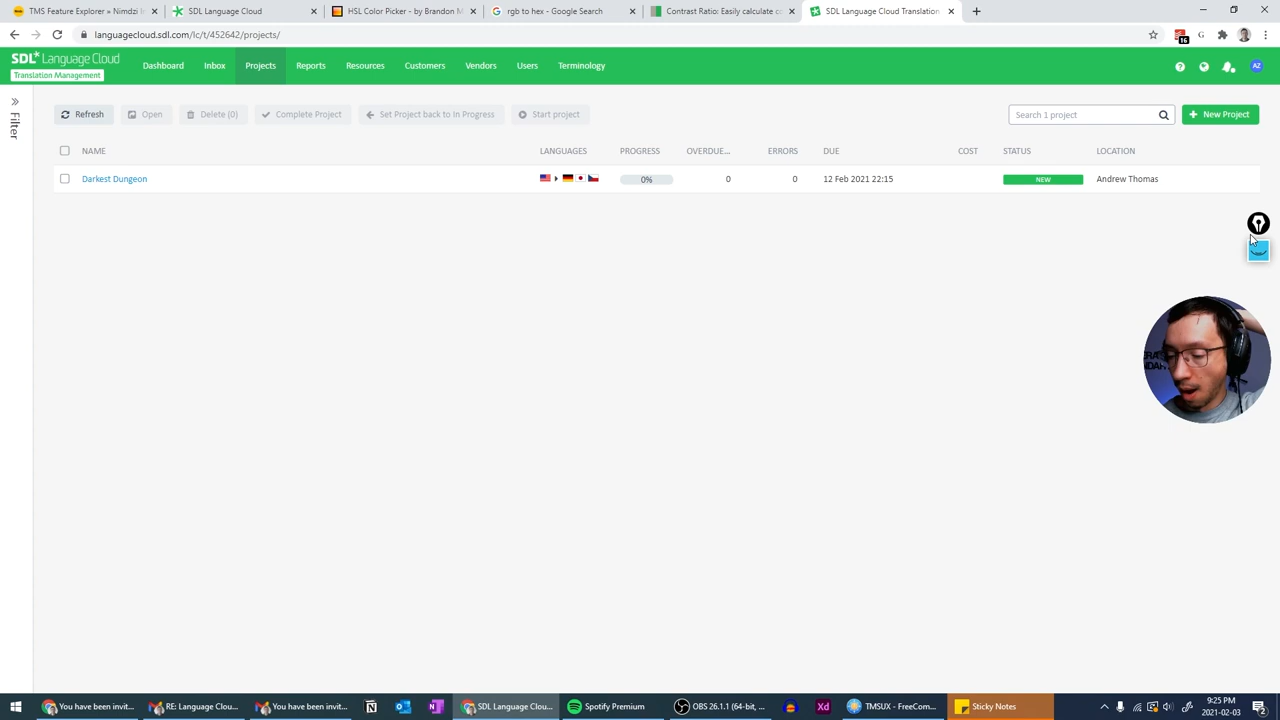 TMS Feature Explorer » Nimdzi In
SDL Language Cloud
HSL Color Picker - by Brandon M
rgb to hex - Google Search
Contrast Ratio: Easily calculate co
SDL Language Cloud Translation
languagecloud.sdl.com/lc/t/452642/projects/
16
SDL* Language Cloud
Translation Management
Dashboard
Inbox
Projects
Reports
Resources
Customers
Vendors
Users
Terminology
AZ
Filter
Refresh
Open
Delete (0)
Complete Project
Set Project back to In Progress
Start project
Search 1 project
New Project
NAME LANGUAGES PROGRESS OVERDUE... ERRORS DUE COST STATUS LOCATION
Darkest Dungeon 0% 0 0 12 Feb 2021 22:15 NEW Andrew Thomas
You have been invit...
RE: Language Clou...
You have been invit...
SDL Language Clou...
Spotify Premium
OBS 26.1.1 (64-bit, ...
Xd
TMSUX - FreeCom...
Sticky Notes
9:25 PM
2021-02-03
2